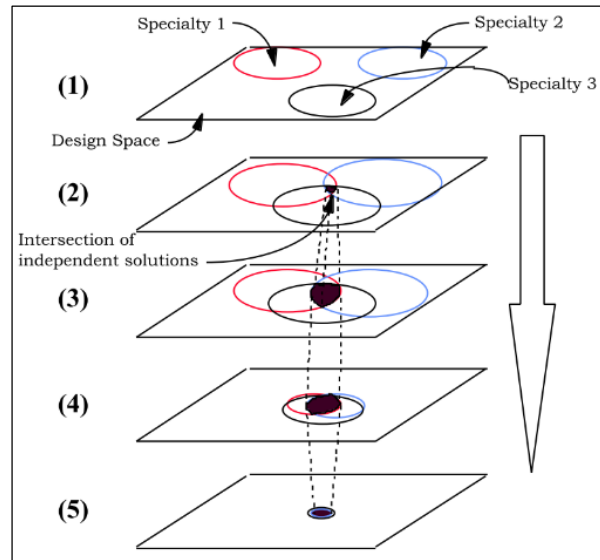 Specialty 1
Specialty 2
(1)
Specialty 3
Design Space
(2)
Intersection of
independent solutions
(3)
(4)
(5)